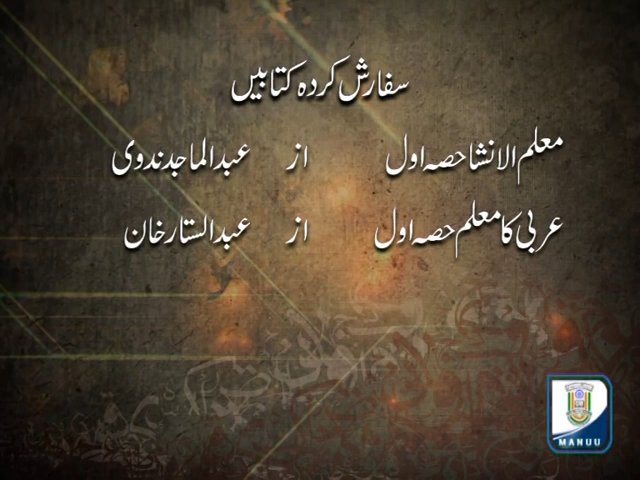 سفارش کردہ کتابیں
معلم الانشا حصہ اول از عبدالماجد ندوی
عربی کا معلم حصہ اول از عبدالستار خان
MANUU